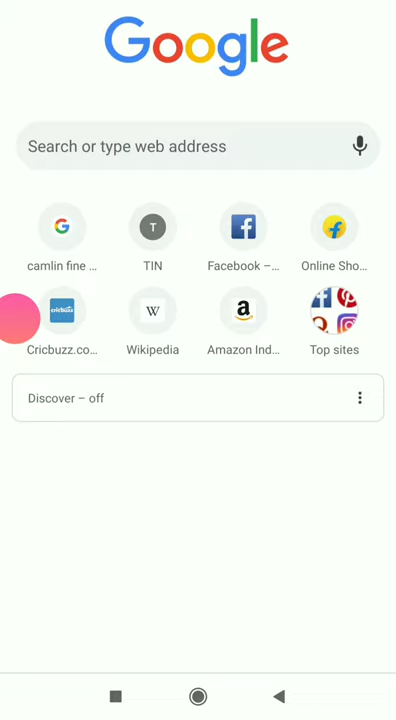 Google
Search or type web address
T
camlin fine ...
TIN
Facebook –...
Online Sho...
cricbuzz
W
a
Cricbuzz.co...
Wikipedia
Amazon Ind...
Top sites
Discover – off